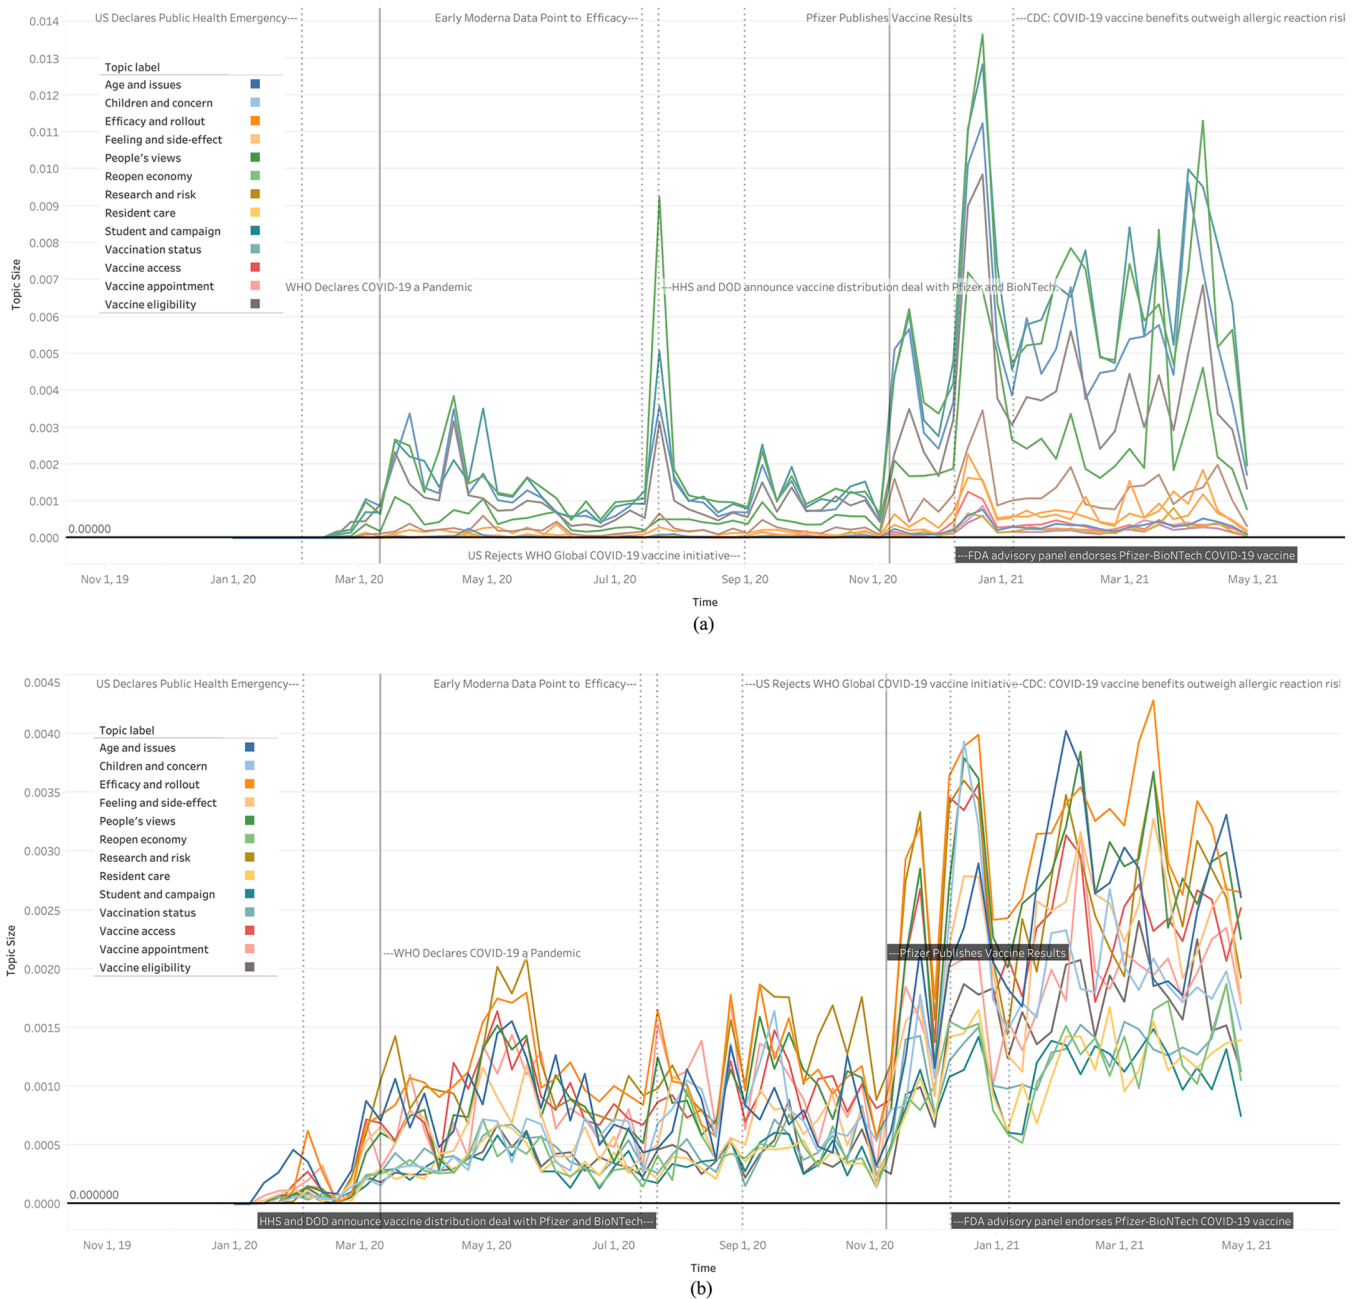 US Declares Public Health Emergency---
Early Moderna Data Point to Efficacy---
Pfizer Publishes Vaccine Results
---CDC: COVID-19 vaccine benefits outweigh allergic reaction risk
0.014
0.013
0.012
0.011
0.010
0.009
0.008
0.007
0.006
0.005
0.004
0.003
0.002
0.001
0.000
Topic Size
Topic label
Age and issues
Children and concern
Efficacy and rollout
Feeling and side-effect
People's views
Reopen economy
Research and risk
Resident care
Student and campaign
Vaccination status
Vaccine access
Vaccine appointment
Vaccine eligibility
WHO Declares COVID-19 a Pandemic
---HHS and DOD announce vaccine distribution deal with Pfizer and BioNTech.
0.00000
US Rejects WHO Global COVID-19 vaccine initiative---
---FDA advisory panel endorses Pfizer-BioNTech COVID-19 vaccine
Nov 1, 19
Jan 1, 20
Mar 1, 20
May 1, 20
Jul 1, 20
Sep 1, 20
Nov 1, 20
Jan 1, 21
Mar 1, 21
May 1, 21
Time
(a)
US Declares Public Health Emergency---
Early Moderna Data Point to Efficacy---
---US Rejects WHO Global COVID-19 vaccine initiative
---CDC: COVID-19 vaccine benefits outweigh allergic reaction
0.0045
0.0040
0.0035
0.0030
0.0025
0.0020
0.0015
0.0010
0.0005
0.0000
Topic Size
Topic label
Age and issues
Children and concern
Efficacy and rollout
Feeling and side-effect
People's views
Reopen economy
Research and risk
Resident care
Student and campaign
Vaccination status
Vaccine access
Vaccine appointment
Vaccine eligibility
---WHO Declares COVID-19 a Pandemic
---Pfizer Publishes Vaccine Results
0.000000
HHS and DOD announce vaccine distribution deal with Pfizer and BioNTech---
---FDA advisory panel endorses Pfizer-BioNTech COVID-19 vaccine
Nov 1, 19
Jan 1, 20
Mar 1, 20
May 1, 20
Jul 1, 20
Sep 1, 20
Nov 1, 20
Jan 1, 21
Mar 1, 21
May 1, 21
Time
(b)